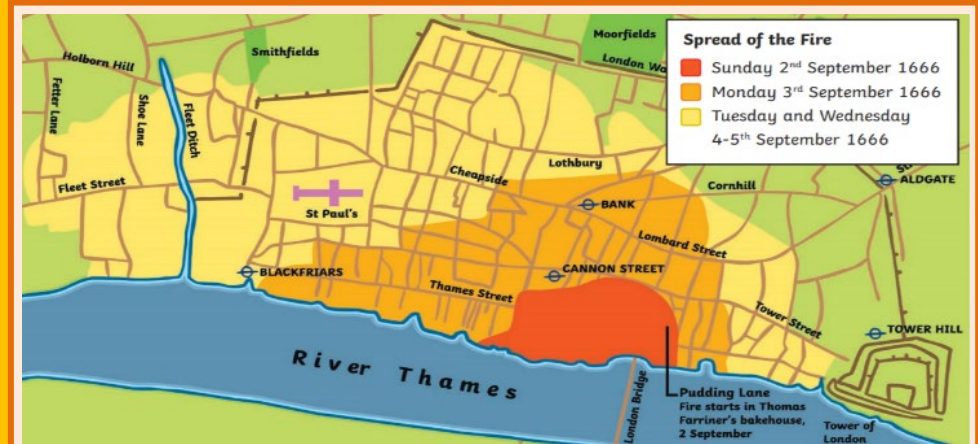 Spread of the Fire
Sunday 2nd September 1666
Monday 3rd September 1666
Tuesday and Wednesday
4-5th September 1666
Moorfields
Smithfields
Holborn Hill
London Wa
Fetter Lane
Shoe Lane
Fleet Ditch
Lothbury
Cheapside
Cornhill
ALDGATE
Fleet Street
BANK
St Paul's
Lombard Street
BLACKFRIARS
CANNON STREET
Thames Street
Tower Street
TOWER HILL
River Thames
London Bridge
Pudding Lane
Fire starts in Thomas
Farriner's bakehouse,
2 September
Tower of
London